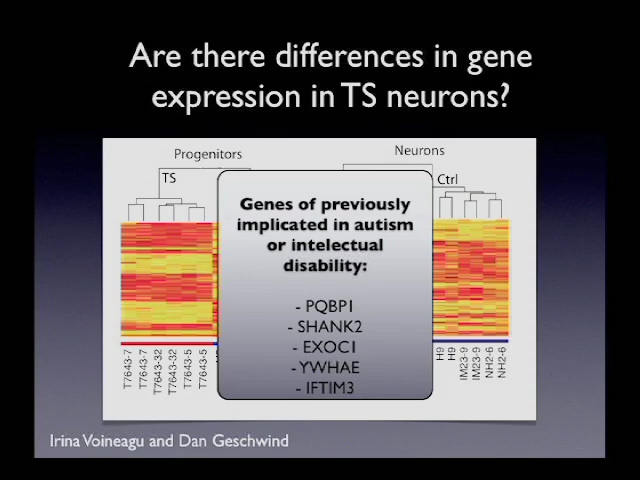 Are there differences in gene
expression in TS neurons?
Progenitors
Neurons
TS
Ctrl
Genes of previously
implicated in autism
or intelectual
disability:
- PQBP1
- SHANK2
- EXOC1
- YWHAE
- IFTIM3
T7643-7
T7643-7
T7643-32
T7643-32
T7643-5
T7643-5
H9
H9
IM23-9
IM23-9
NH2-6
NH2-6
Irina Voineagu and Dan Geschwind